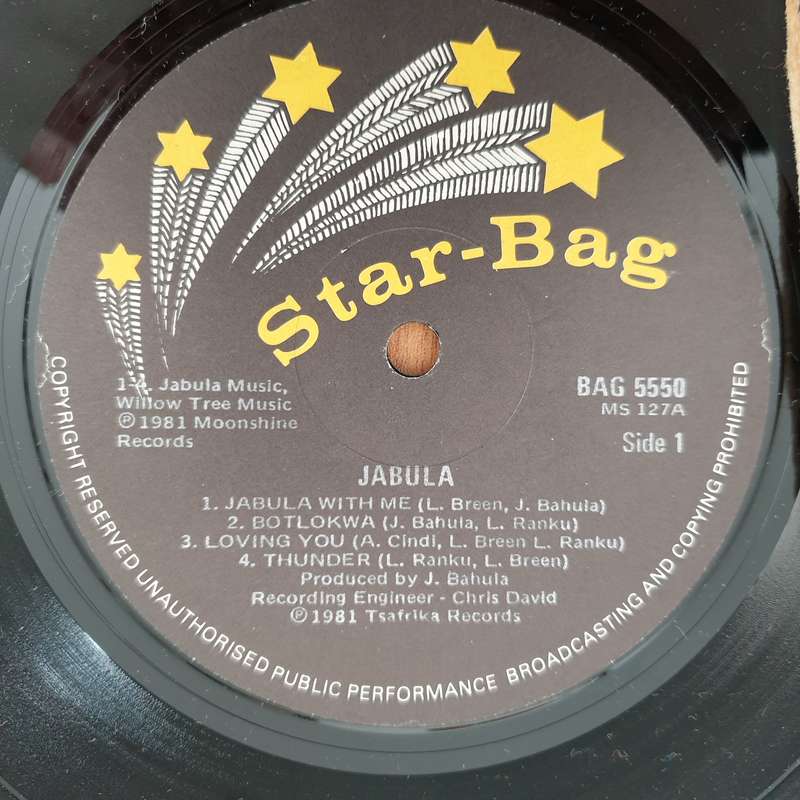 Star-Bag
1-4. Jabula Music,
Willow Tree Music
℗ 1981 Moonshine
Records
BAG 5550
MS 127A
Side 1
JABULA
1. JABULA WITH ME (L. Breen, J. Bahula)
2. BOTLOKWA (J. Bahula, L. Ranku)
3. LOVING YOU (A. Cindi, L. Breen L. Ranku)
4. THUNDER (L. Ranku, L. Breen)
Produced by J. Bahula
Recording Engineer - Chris David
℗ 1981 Tsafrika Records
COPYRIGHT RESERVED UNAUTHORISED PUBLIC PERFORMANCE BROADCASTING AND COPYING PROHIBITED